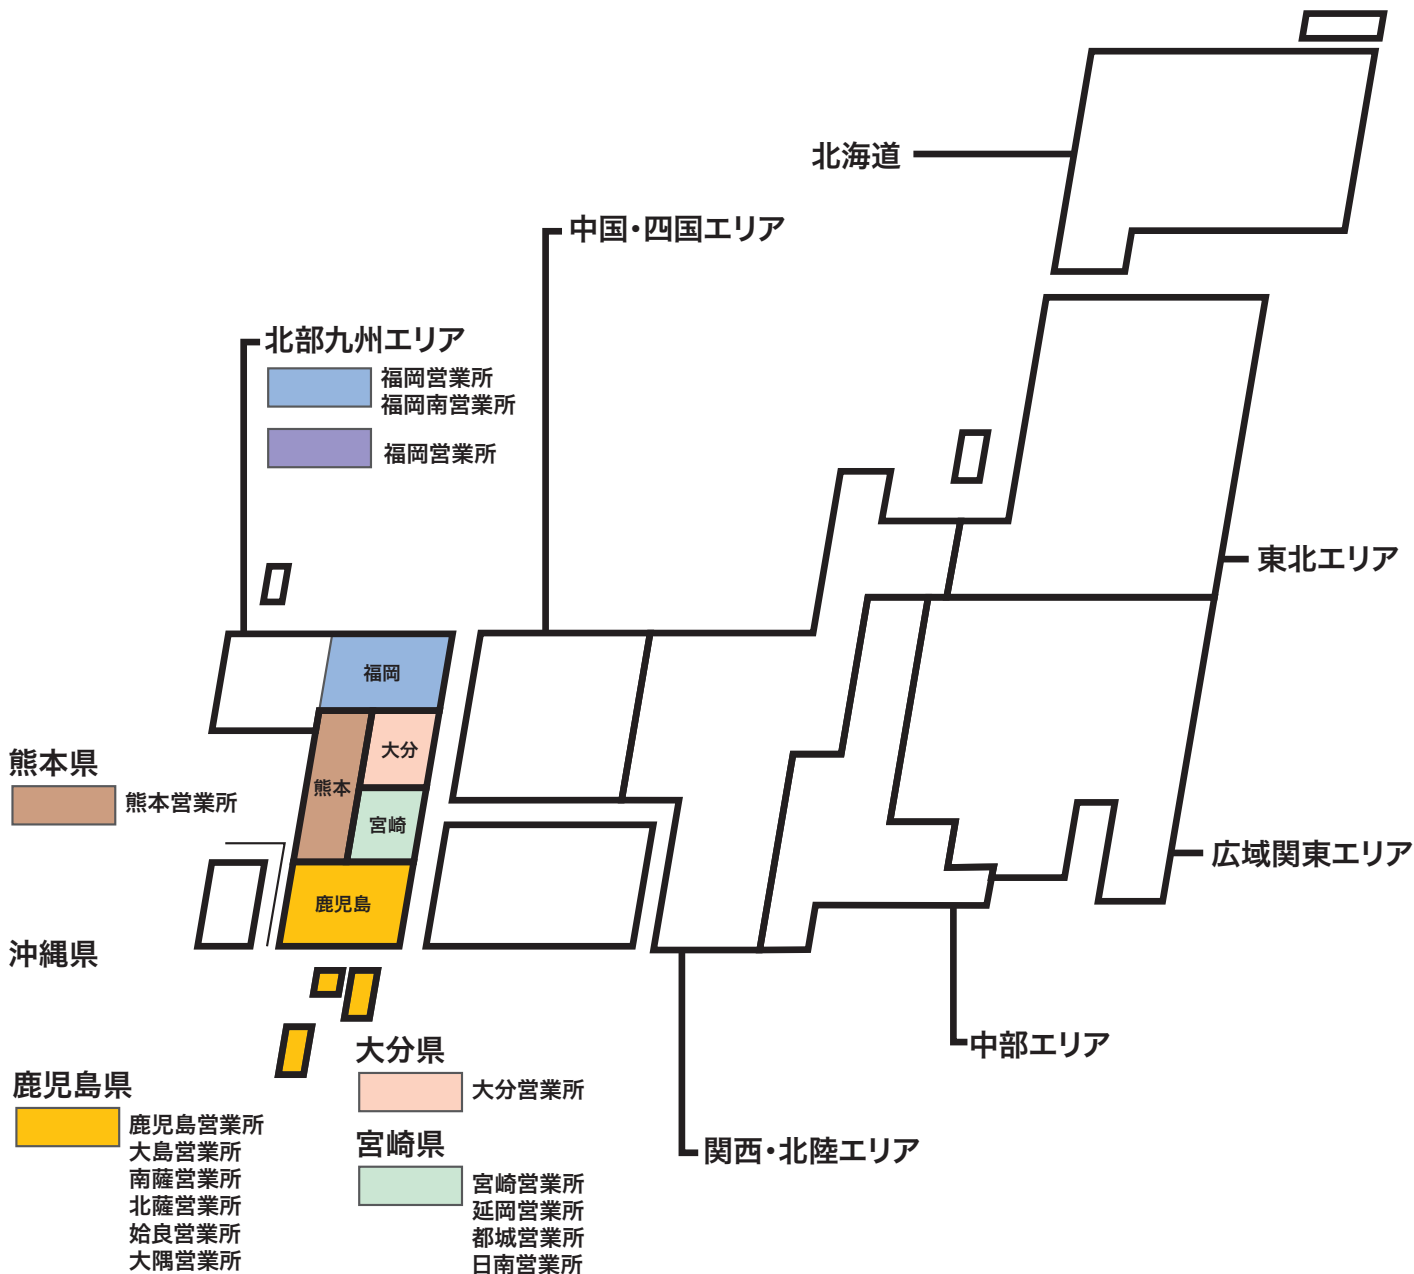 北海道
中国・四国エリア
北部九州エリア
福岡営業所
福岡南営業所
福岡営業所
東北エリア
福岡
大分
熊本
宮崎
鹿児島
熊本県
熊本営業所
広域関東エリア
沖縄県
中部エリア
大分県
大分営業所
鹿児島県
鹿児島営業所
大島営業所
南薩営業所
北薩営業所
姶良営業所
大隅営業所
宮崎県
宮崎営業所
延岡営業所
都城営業所
日南営業所
関西・北陸エリア